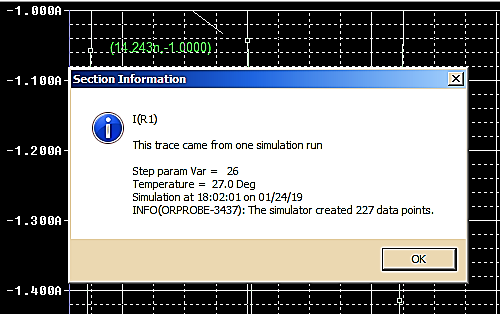 -1.000A
(14.243n,-1.0000)
-1.100A
Section Information
I(R1)
-1.200A
This trace came from one simulation run
Step param Var = 26
Temperature = 27.0 Deg
Simulation at 18:02:01 on 01/24/19
INFO(ORPROBE-3437): The simulator created 227 data points.
-1.300A
OK
-1.400A